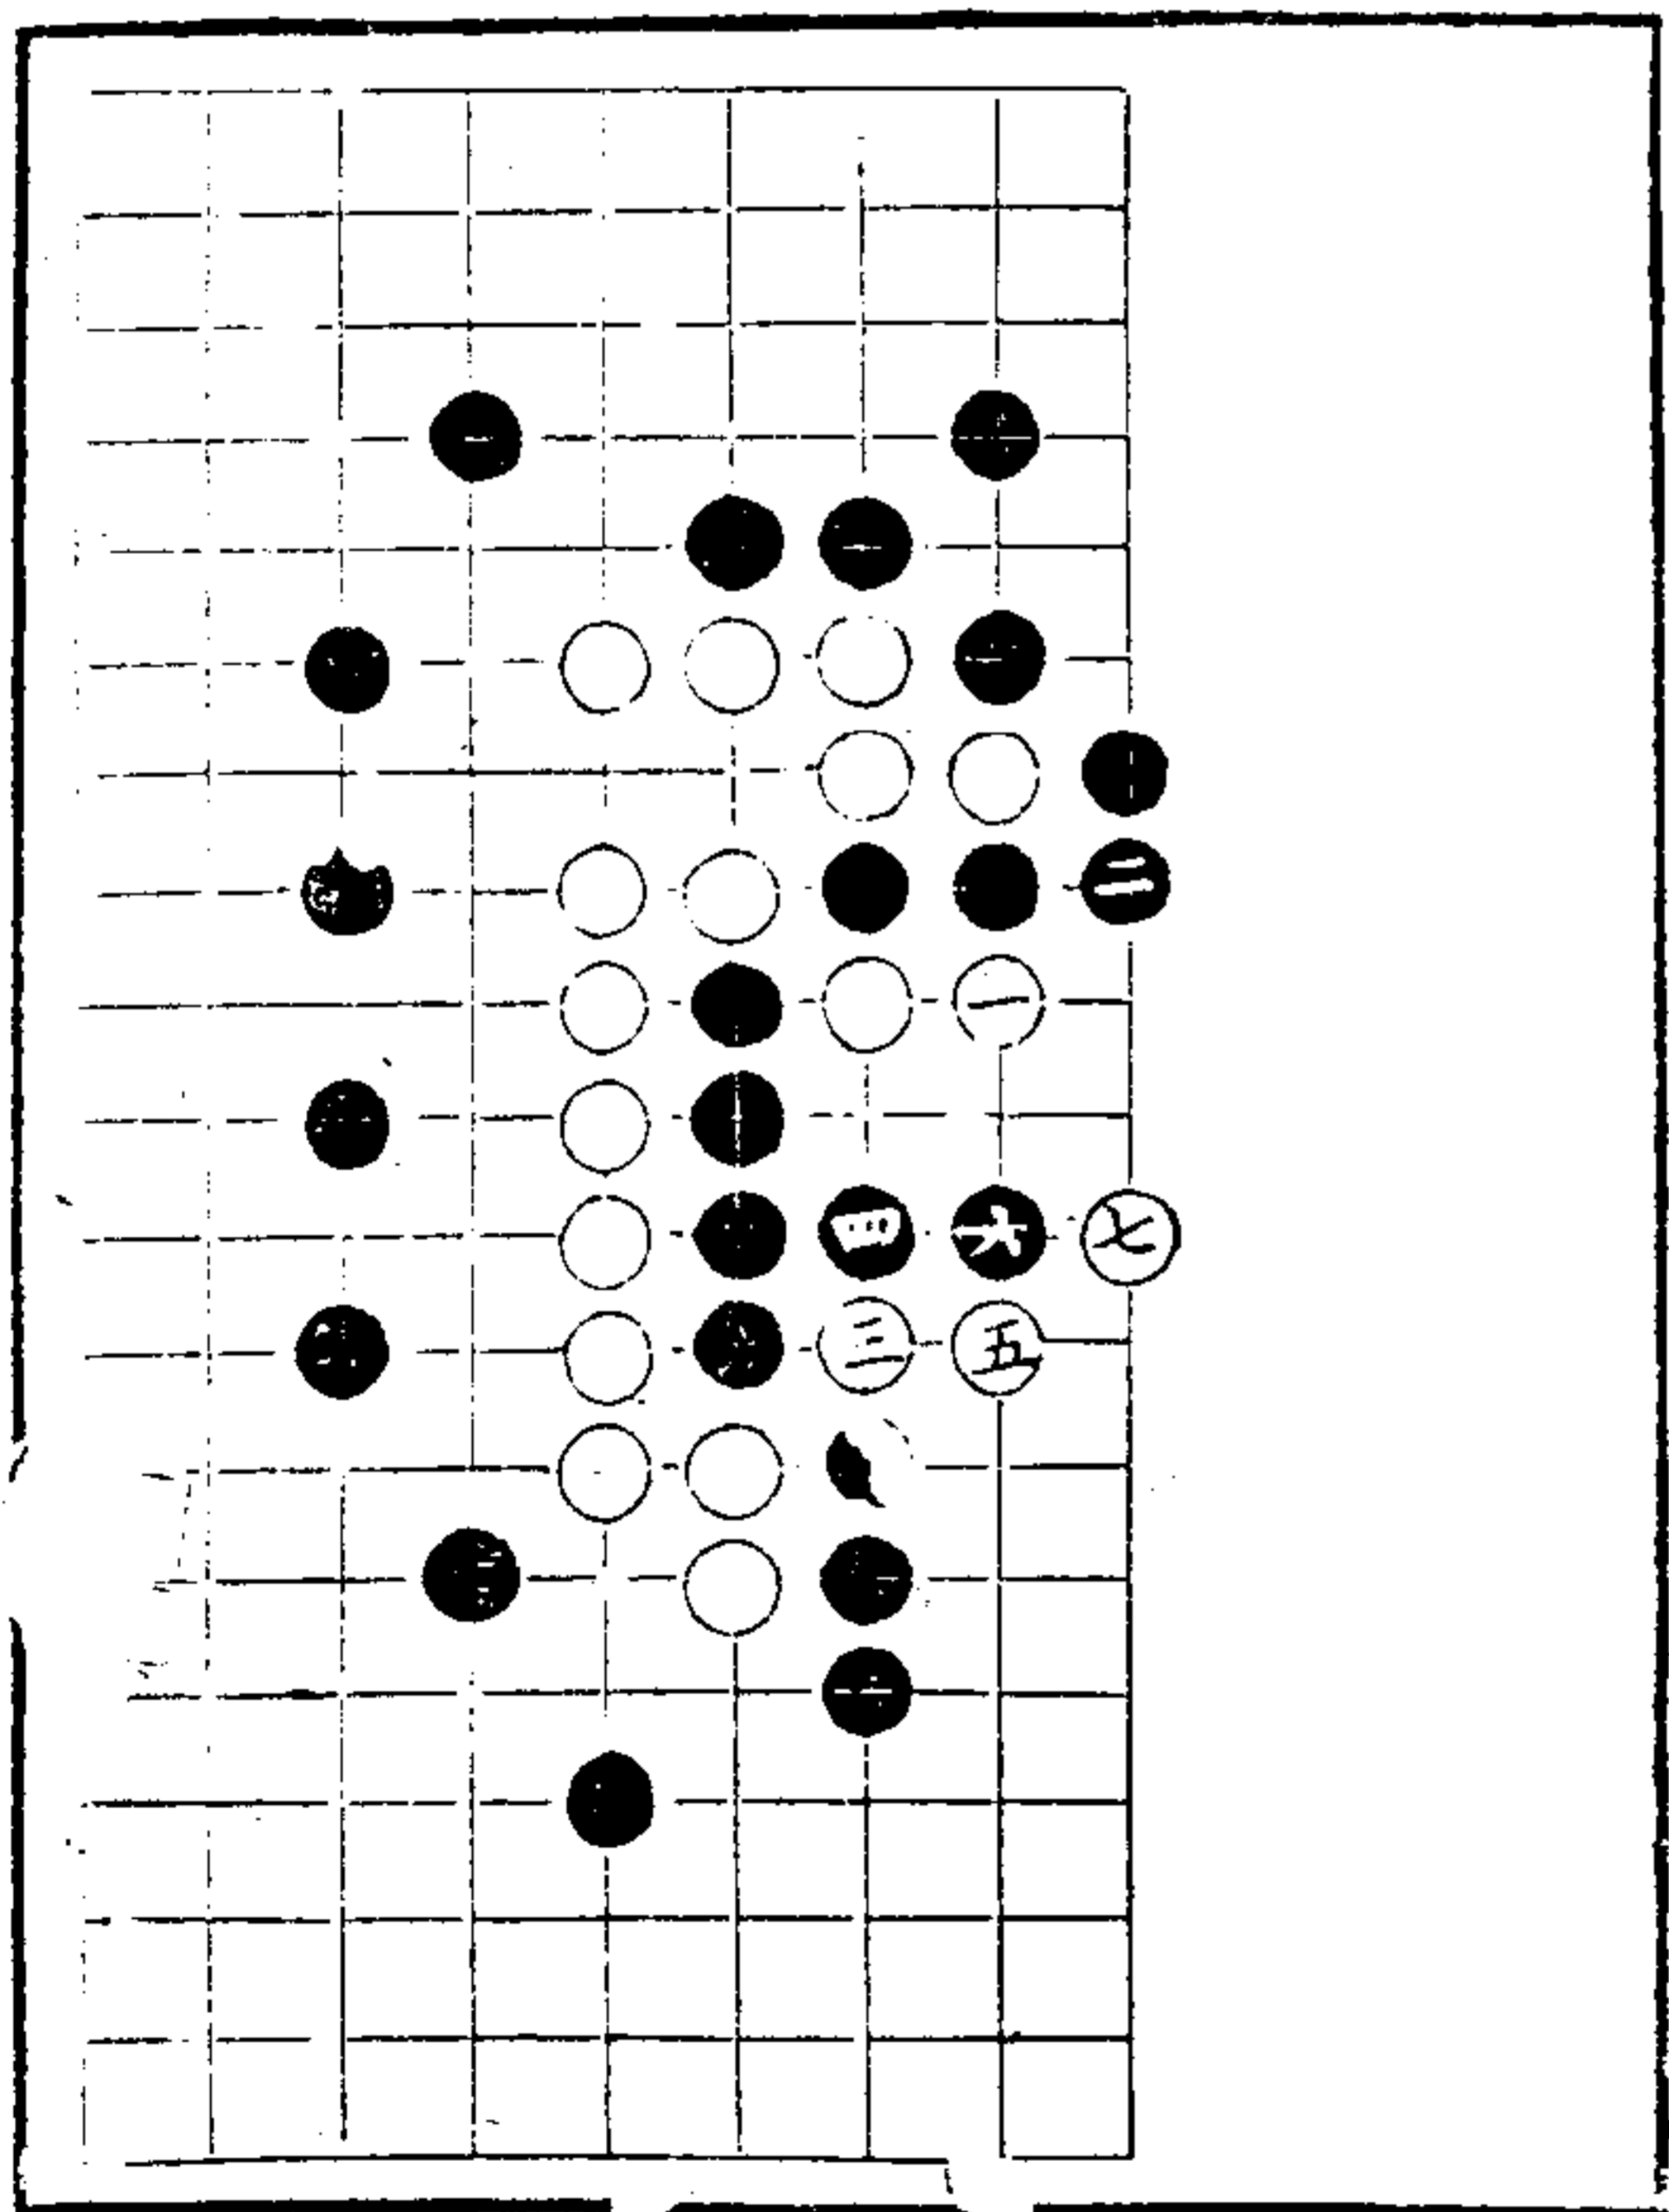 二
一
四 六 七
三 五